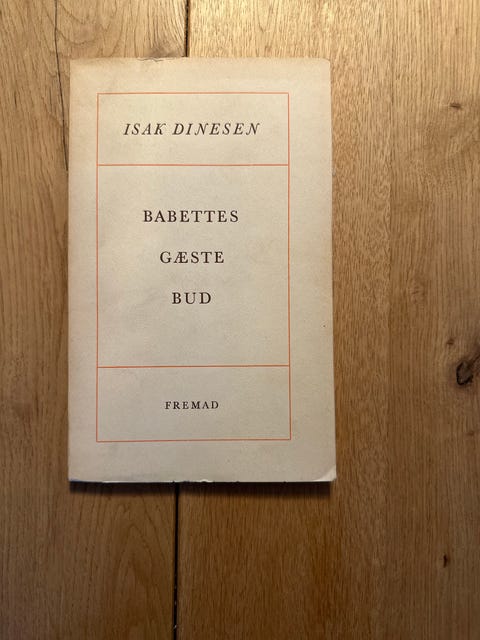 ISAK DINESEN
BABETTES
GÆSTE
BUD
FREMAD